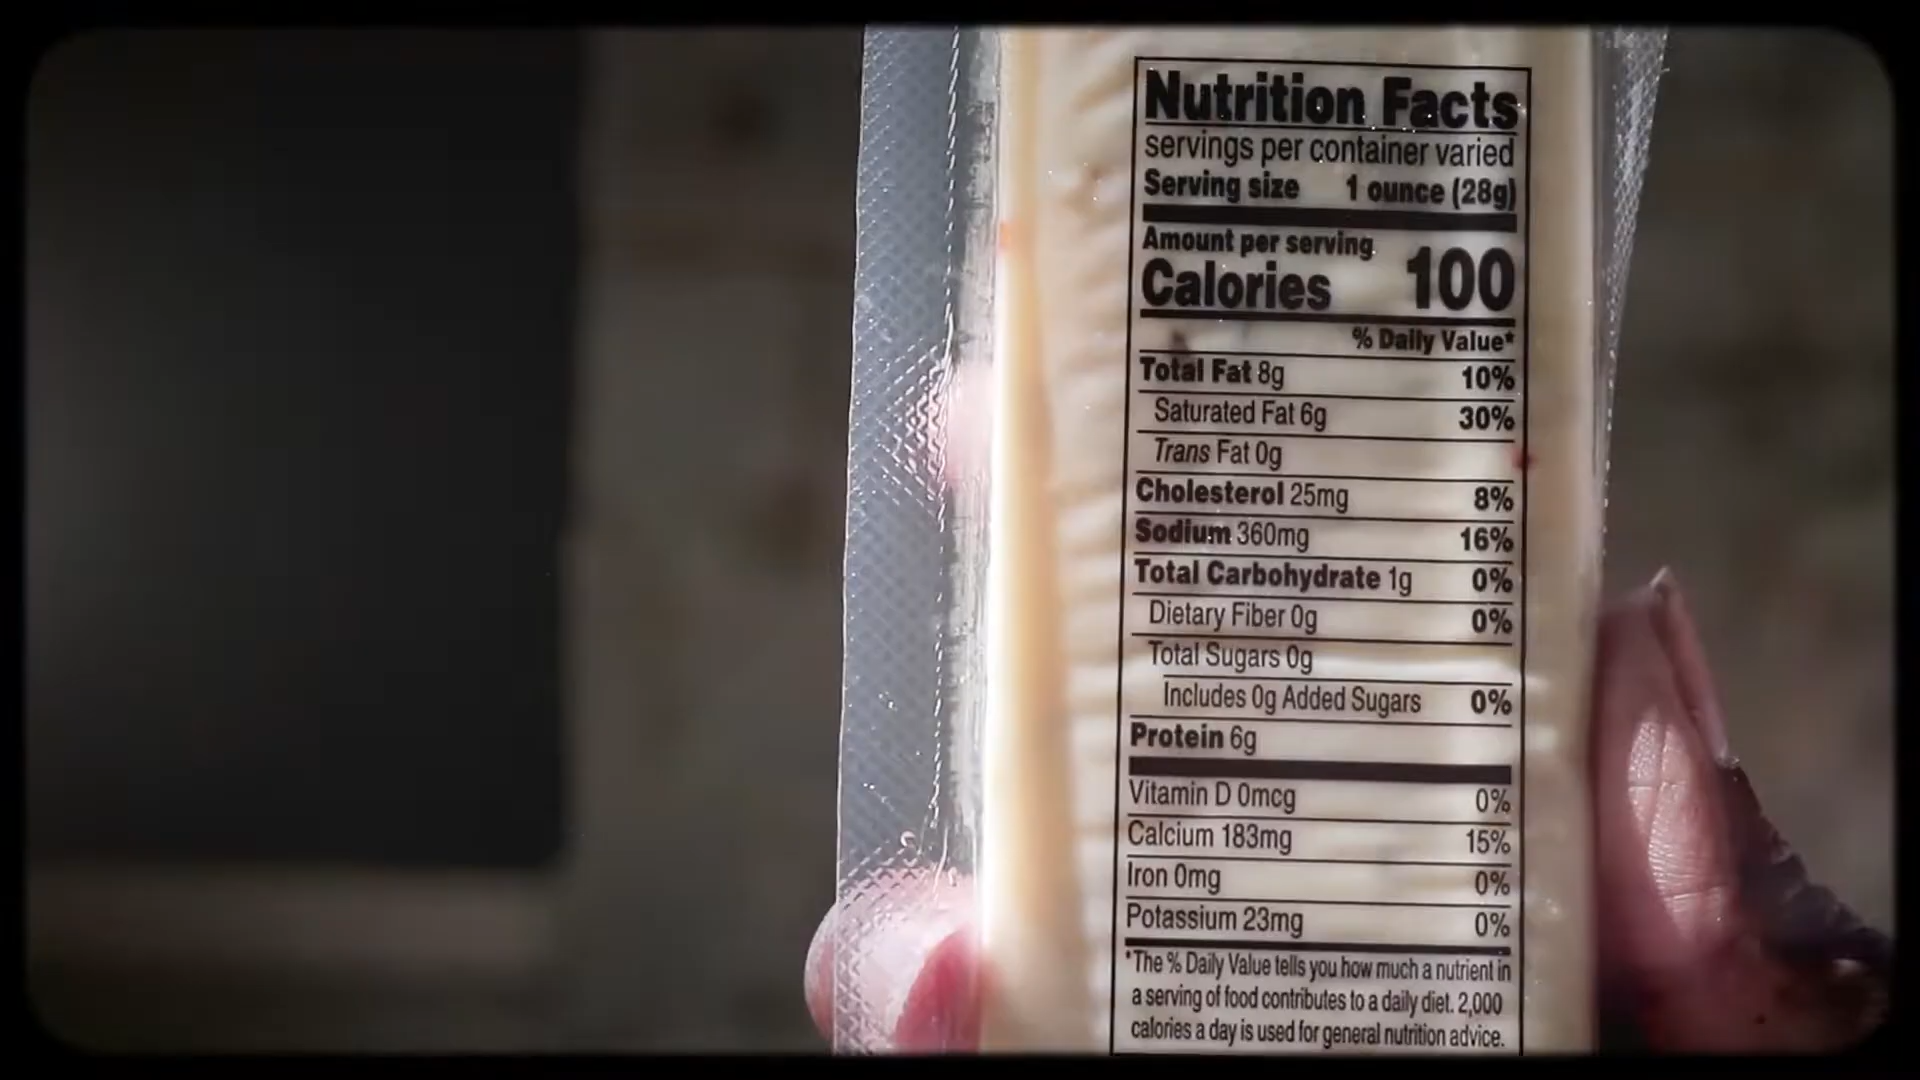 Nutrition Facts
servings per container varied
Serving size 1 ounce (28g)
Amount per serving
Calories 100
% Daily Value*
Total Fat 8g 10%
Saturated Fat 6g 30%
Trans Fat 0g
Cholesterol 25mg 8%
Sodium 360mg 16%
Total Carbohydrate 1g 0%
Dietary Fiber 0g 0%
Total Sugars 0g
Includes 0g Added Sugars 0%
Protein 6g
Vitamin D 0mcg 0%
Calcium 183mg 15%
Iron 0mg 0%
Potassium 23mg 0%
*The % Daily Value tells you how much a nutrient in
a serving of food contributes to a daily diet. 2,000
calories a day is used for general nutrition advice.